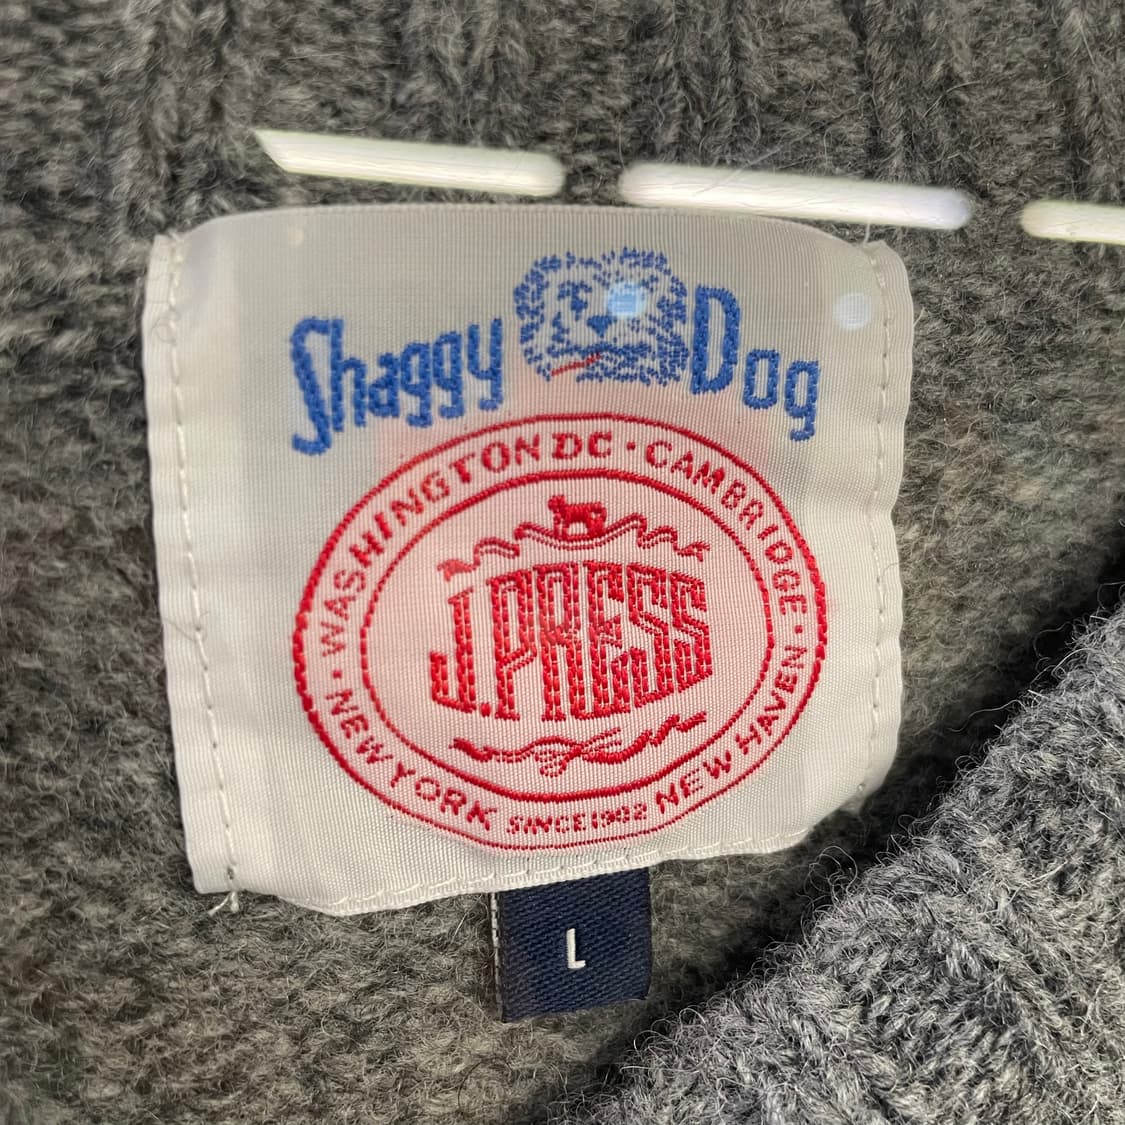 Shaggy Dog
WASHINGTON DC · CAMBRIDGE ·
J.PRESS
· NEW YORK
SINCE 1902
NEW HAVEN
L